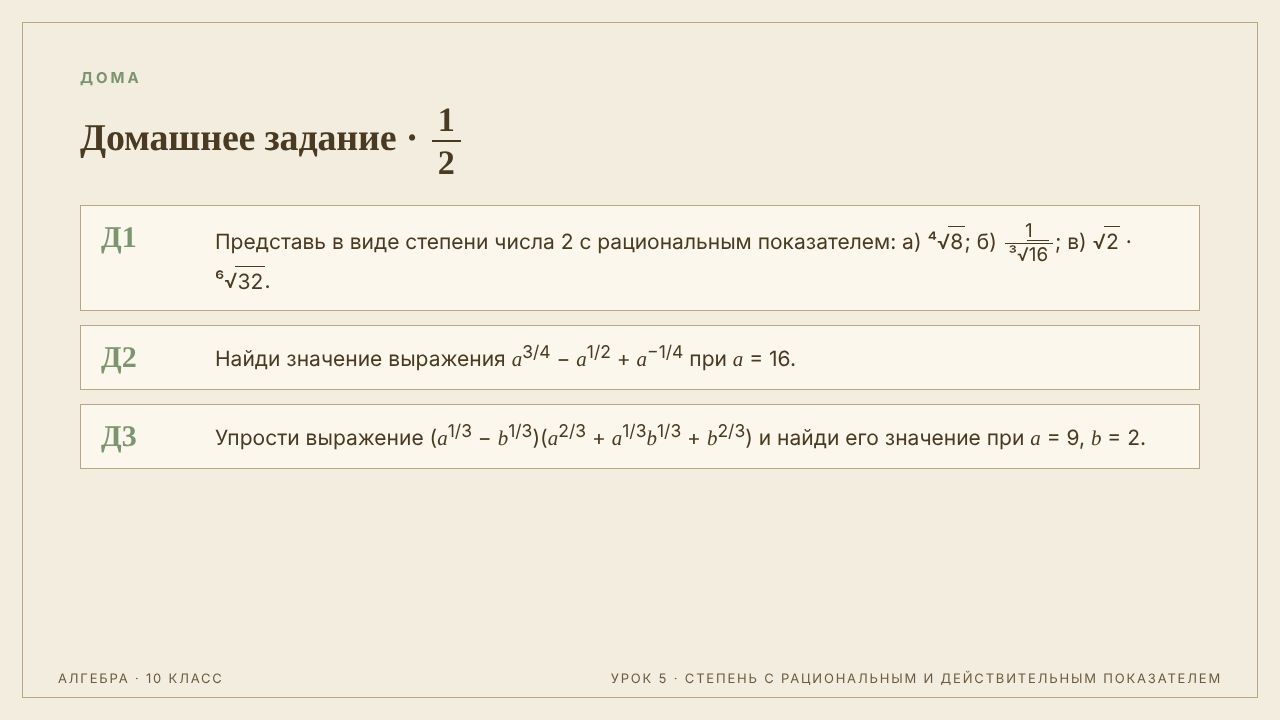 ДОМА
Домашнее задание · 1/2
Д1
Представь в виде степени числа 2 с рациональным показателем: а) ⁴√8; б) 1/³√16; в) √2 ·
⁶√32.
Д2
Найди значение выражения a^3/4 − a^1/2 + a^−1/4 при a = 16.
Д3
Упрости выражение (a^1/3 − b^1/3)(a^2/3 + a^1/3b^1/3 + b^2/3) и найди его значение при a = 9, b = 2.
АЛГЕБРА · 10 КЛАСС
УРОК 5 · СТЕПЕНЬ С РАЦИОНАЛЬНЫМ И ДЕЙСТВИТЕЛЬНЫМ ПОКАЗАТЕЛЕМ